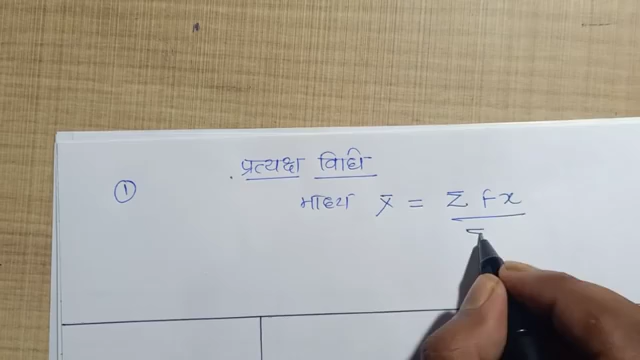 ① प्रत्यक्ष विधि
माध्य x̄ = Σfx
Σ